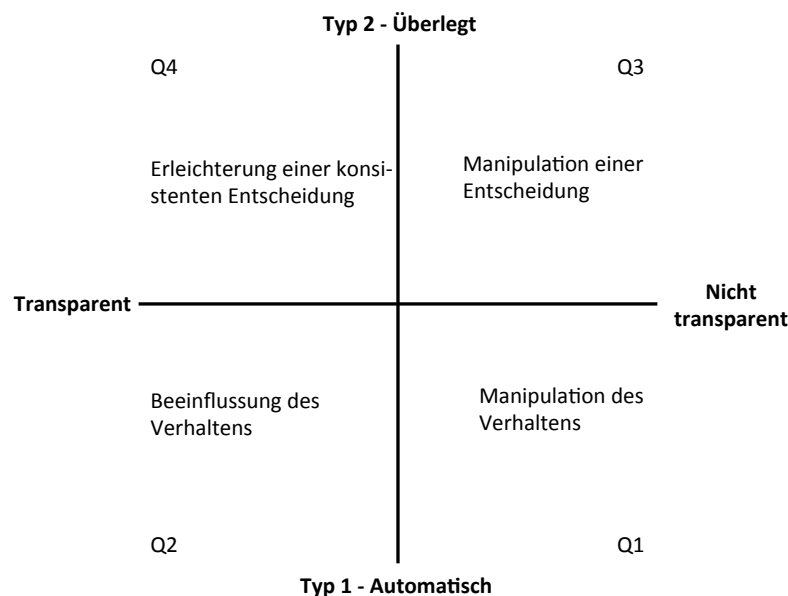 Typ 2 - Überlegt
Q4
Q3
Erleichterung einer konsi-
stenten Entscheidung
Manipulation einer
Entscheidung
Transparent
Nicht
transparent
Beeinflussung des
Verhaltens
Manipulation des
Verhaltens
Q2
Q1
Typ 1 - Automatisch